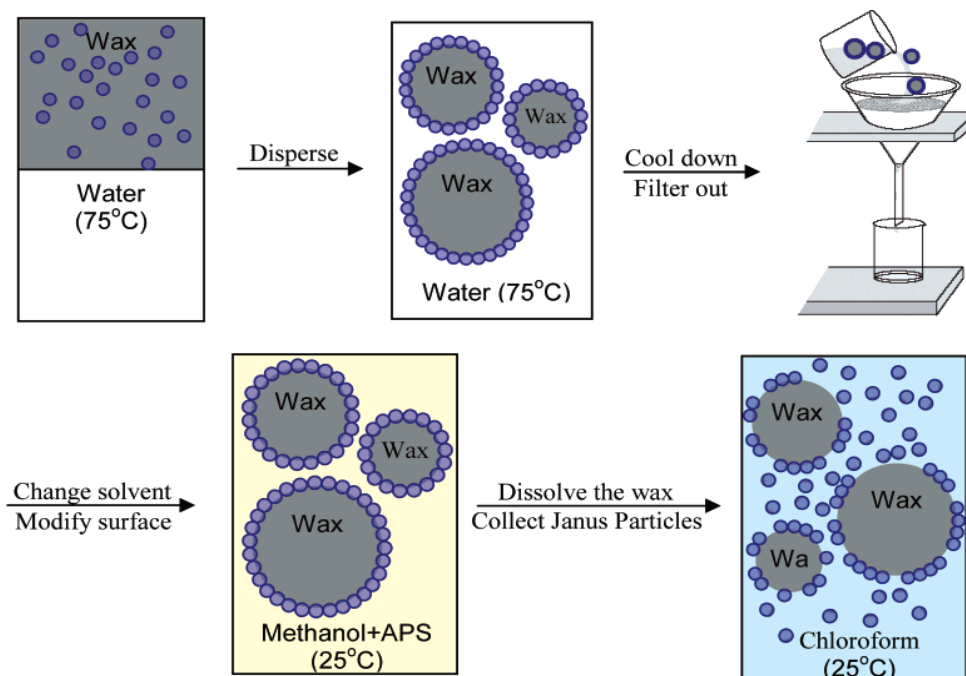 Wax
Water
(75°C)
Disperse
Wax
Wax
Wax
Water (75°C)
Cool down
Filter out
Change solvent
Modify surface
Wax
Wax
Wax
Methanol+APS
(25°C)
Dissolve the wax
Collect Janus Particles
Wax
Wax
Wa
Chloroform
(25°C)